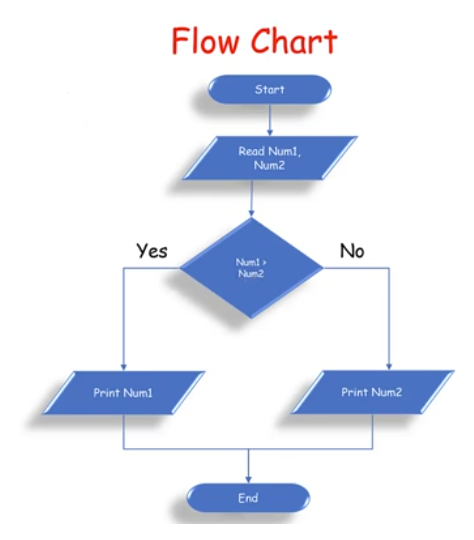 Flow Chart
Start
Read Num1,
Num2
Yes
No
Num1 >
Num2
Print Num1
Print Num2
End